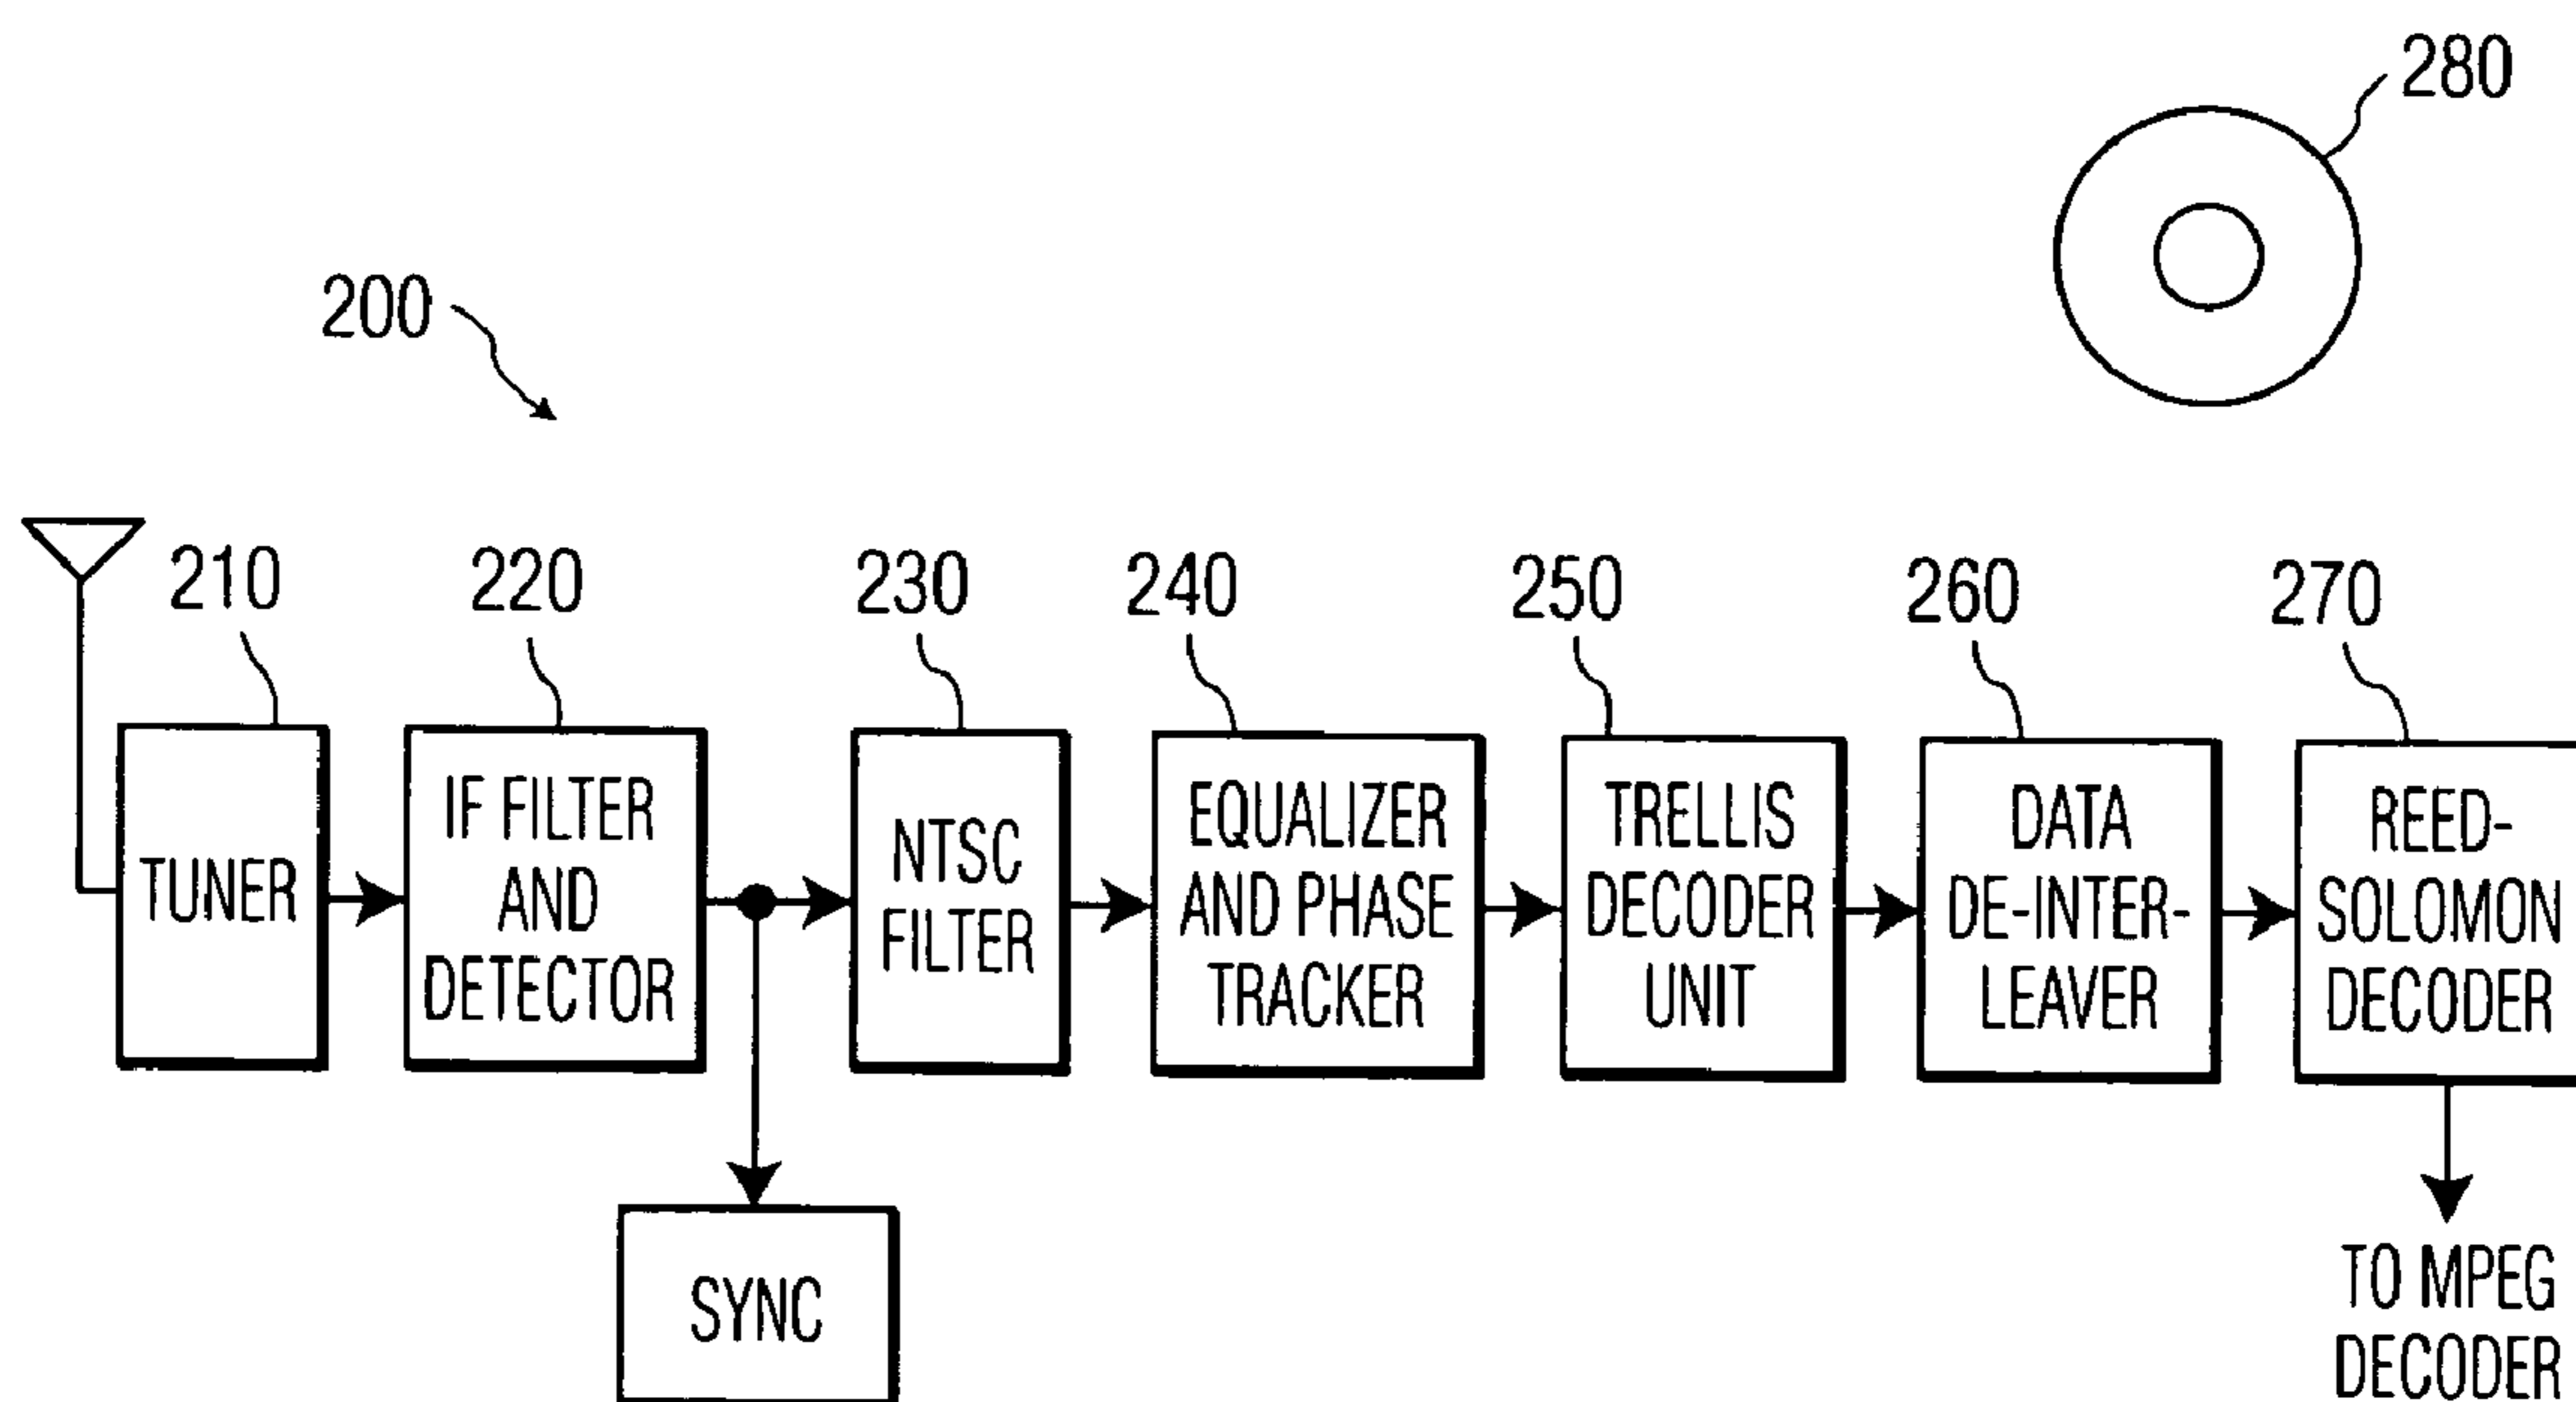 280
200
210
220
230
240
250
260
270
TUNER
IF FILTER
AND
DETECTOR
NTSC
FILTER
EQUALIZER
AND PHASE
TRACKER
TRELLIS
DECODER
UNIT
DATA
DE-INTER-
LEAVER
REED-
SOLOMON
DECODER
SYNC
TO MPEG
DECODER